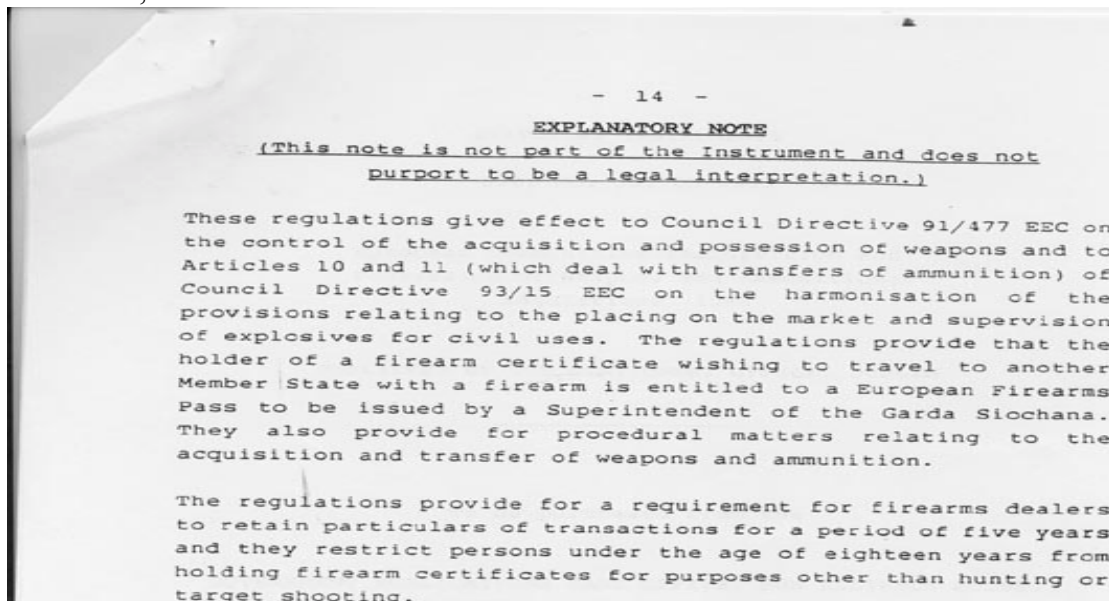 - 14 -
EXPLANATORY NOTE
(This note is not part of the Instrument and does not
purport to be a legal interpretation.)
These regulations give effect to Council Directive 91/477 EEC on
the control of the acquisition and possession of weapons and to
Articles 10 and 11 (which deal with transfers of ammunition) of
Council Directive 93/15 EEC on the harmonisation of the
provisions relating to the placing on the market and supervision
of explosives for civil uses. The regulations provide that the
holder of a firearm certificate wishing to travel to another
Member State with a firearm is entitled to a European Firearms
Pass to be issued by a Superintendent of the Garda Siochana.
They also provide for procedural matters relating to the
acquisition and transfer of weapons and ammunition.
The regulations provide for a requirement for firearms dealers
to retain particulars of transactions for a period of five years
and they restrict persons under the age of eighteen years from
holding firearm certificates for purposes other than hunting or
target shooting.